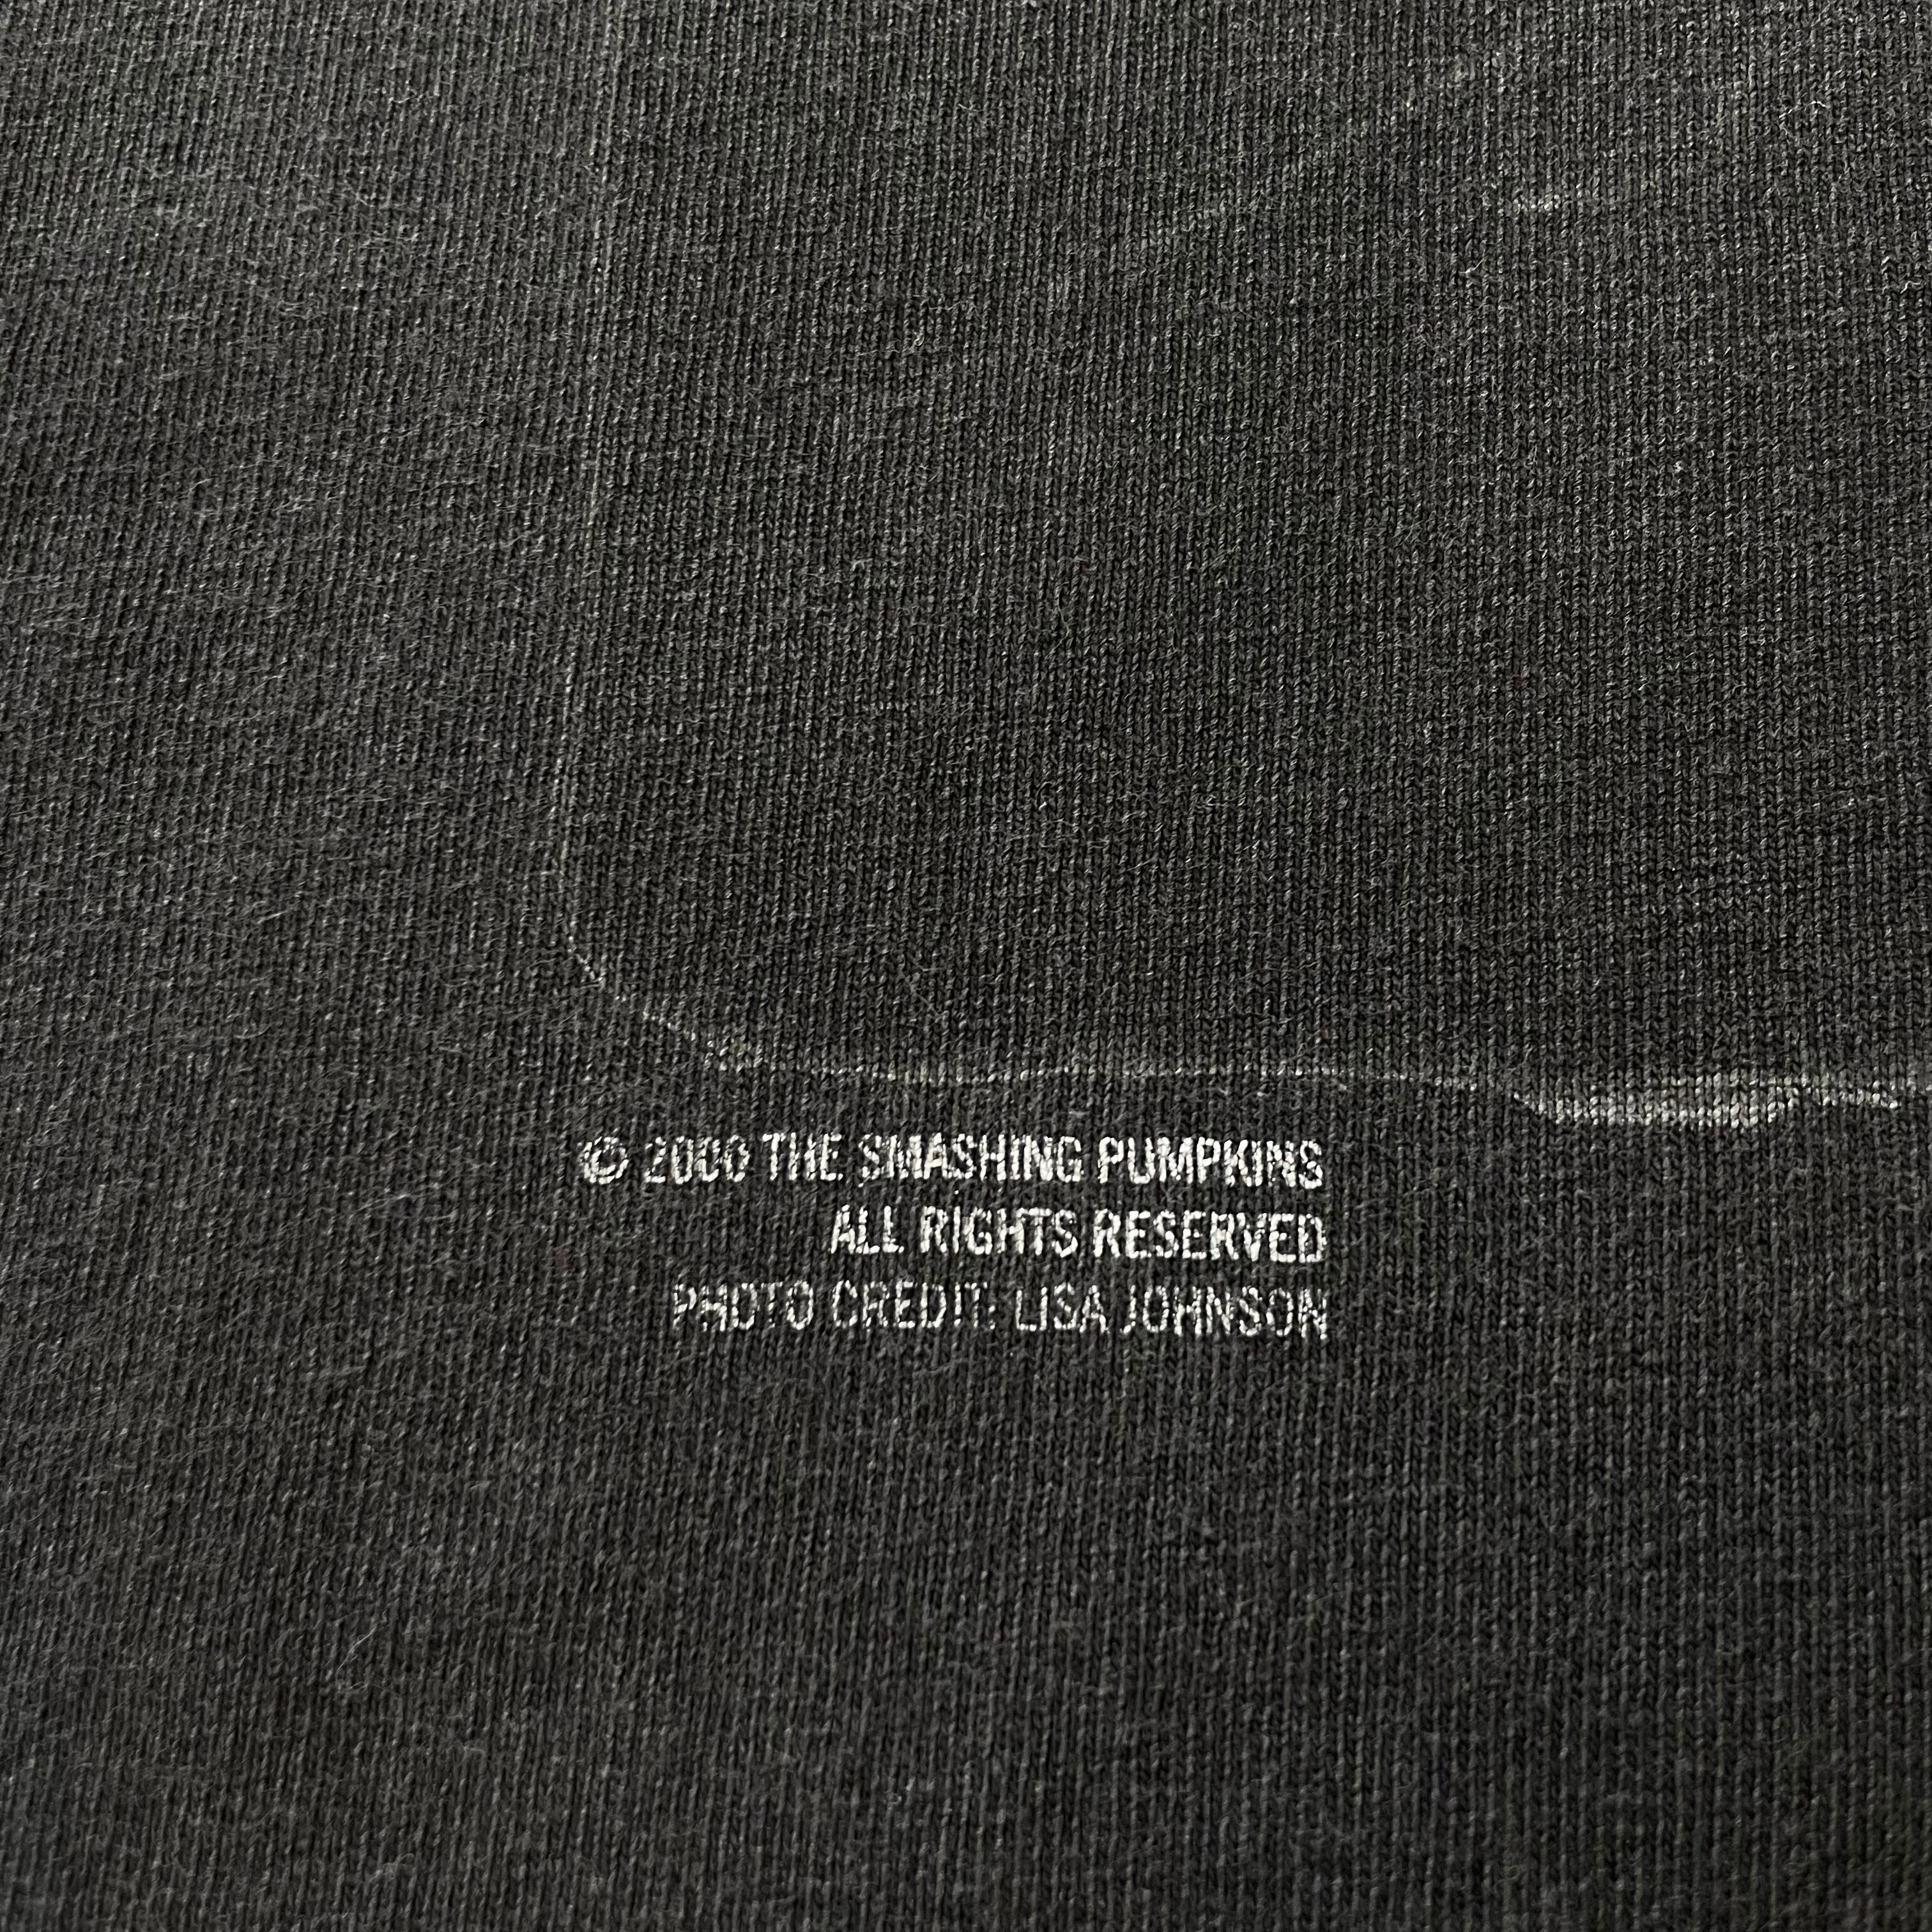 © 2000 THE SMASHING PUMPKINS
ALL RIGHTS RESERVED
PHOTO CREDIT: LISA JOHNSON